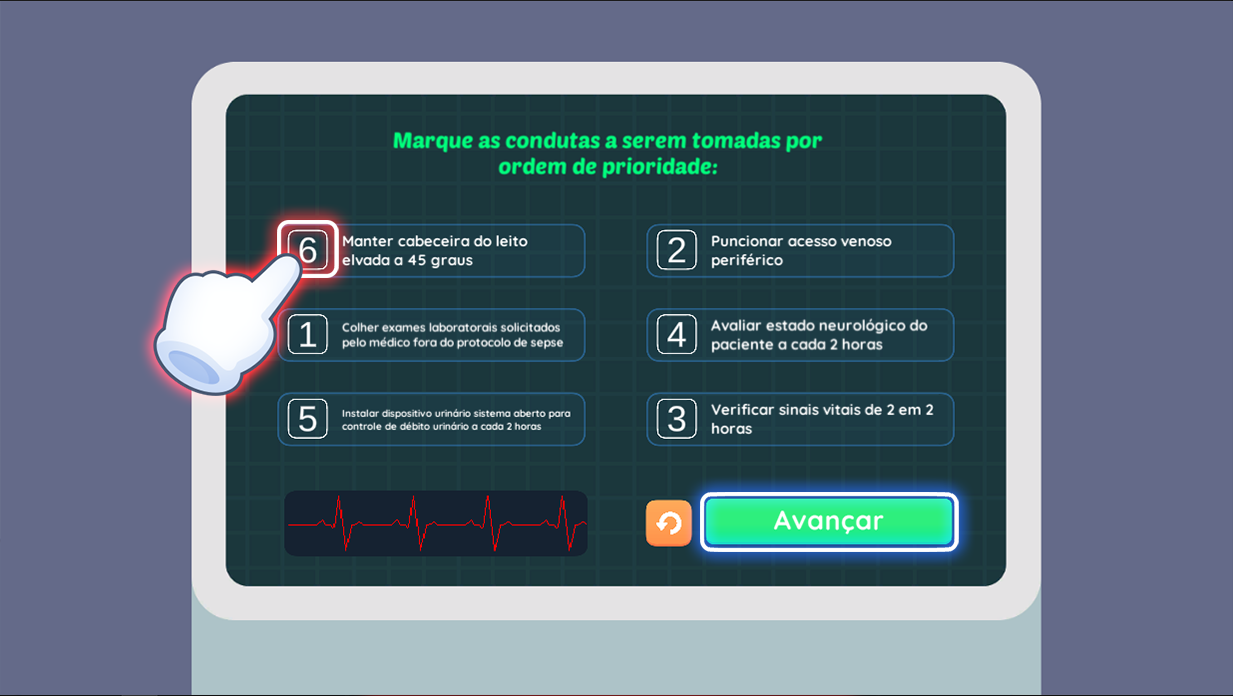 Marque as condutas a serem tomadas por
ordem de prioridade:
6
Manter cabeceira do leito
elvada a 45 graus
2
Puncionar acesso venoso
periférico
1
Colher exames laboratorais solicitados
pelo médico fora do protocolo de sepse
4
Avaliar estado neurológico do
paciente a cada 2 horas
5
Instalar dispositivo urinário sistema aberto para
controle de débito urinário a cada 2 horas
3
Verificar sinais vitais de 2 em 2
horas
Avançar